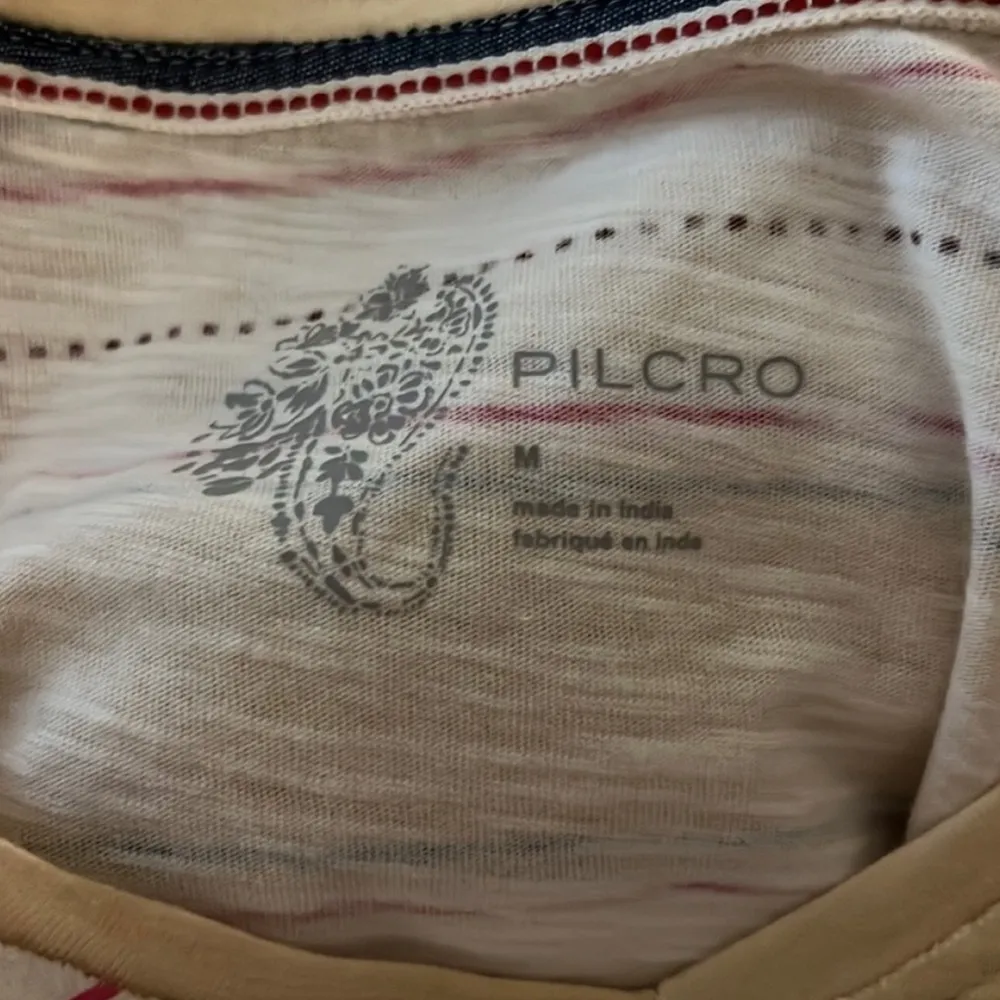 PILCRO
M
made in india
fabriqué en inde